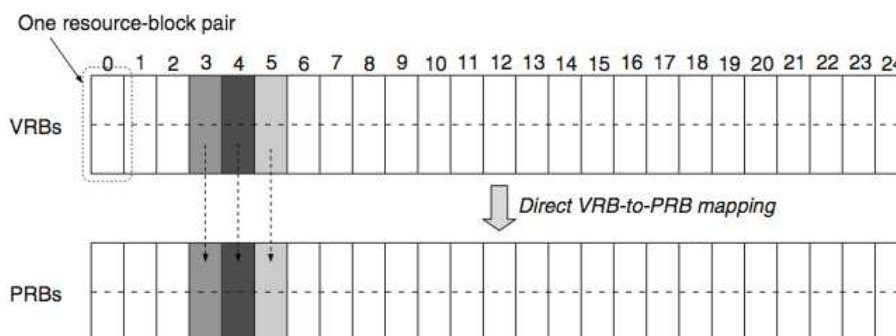 One resource-block pair
0 1 2 3 4 5 6 7 8 9 10 11 12 13 14 15 16 17 18 19 20 21 22 23 24
VRBs
Direct VRB-to-PRB mapping
PRBs